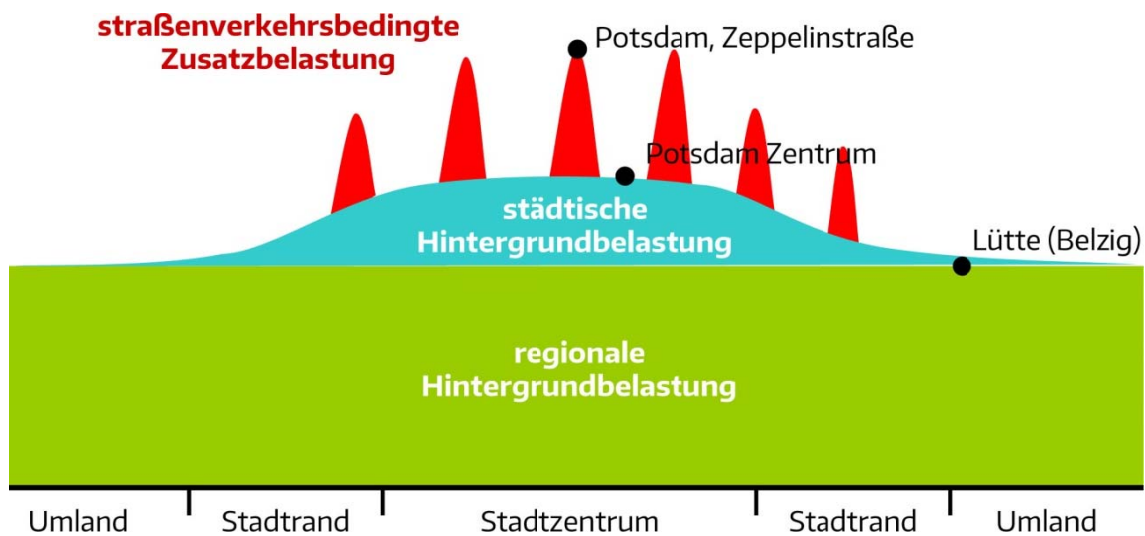 straßenverkehrsbedingte
Zusatzbelastung
Potsdam, Zeppelinstraße
Potsdam Zentrum
städtische
Hintergrundbelastung
Lütte (Belzig)
regionale
Hintergrundbelastung
Umland
Stadtrand
Stadtzentrum
Stadtrand
Umland